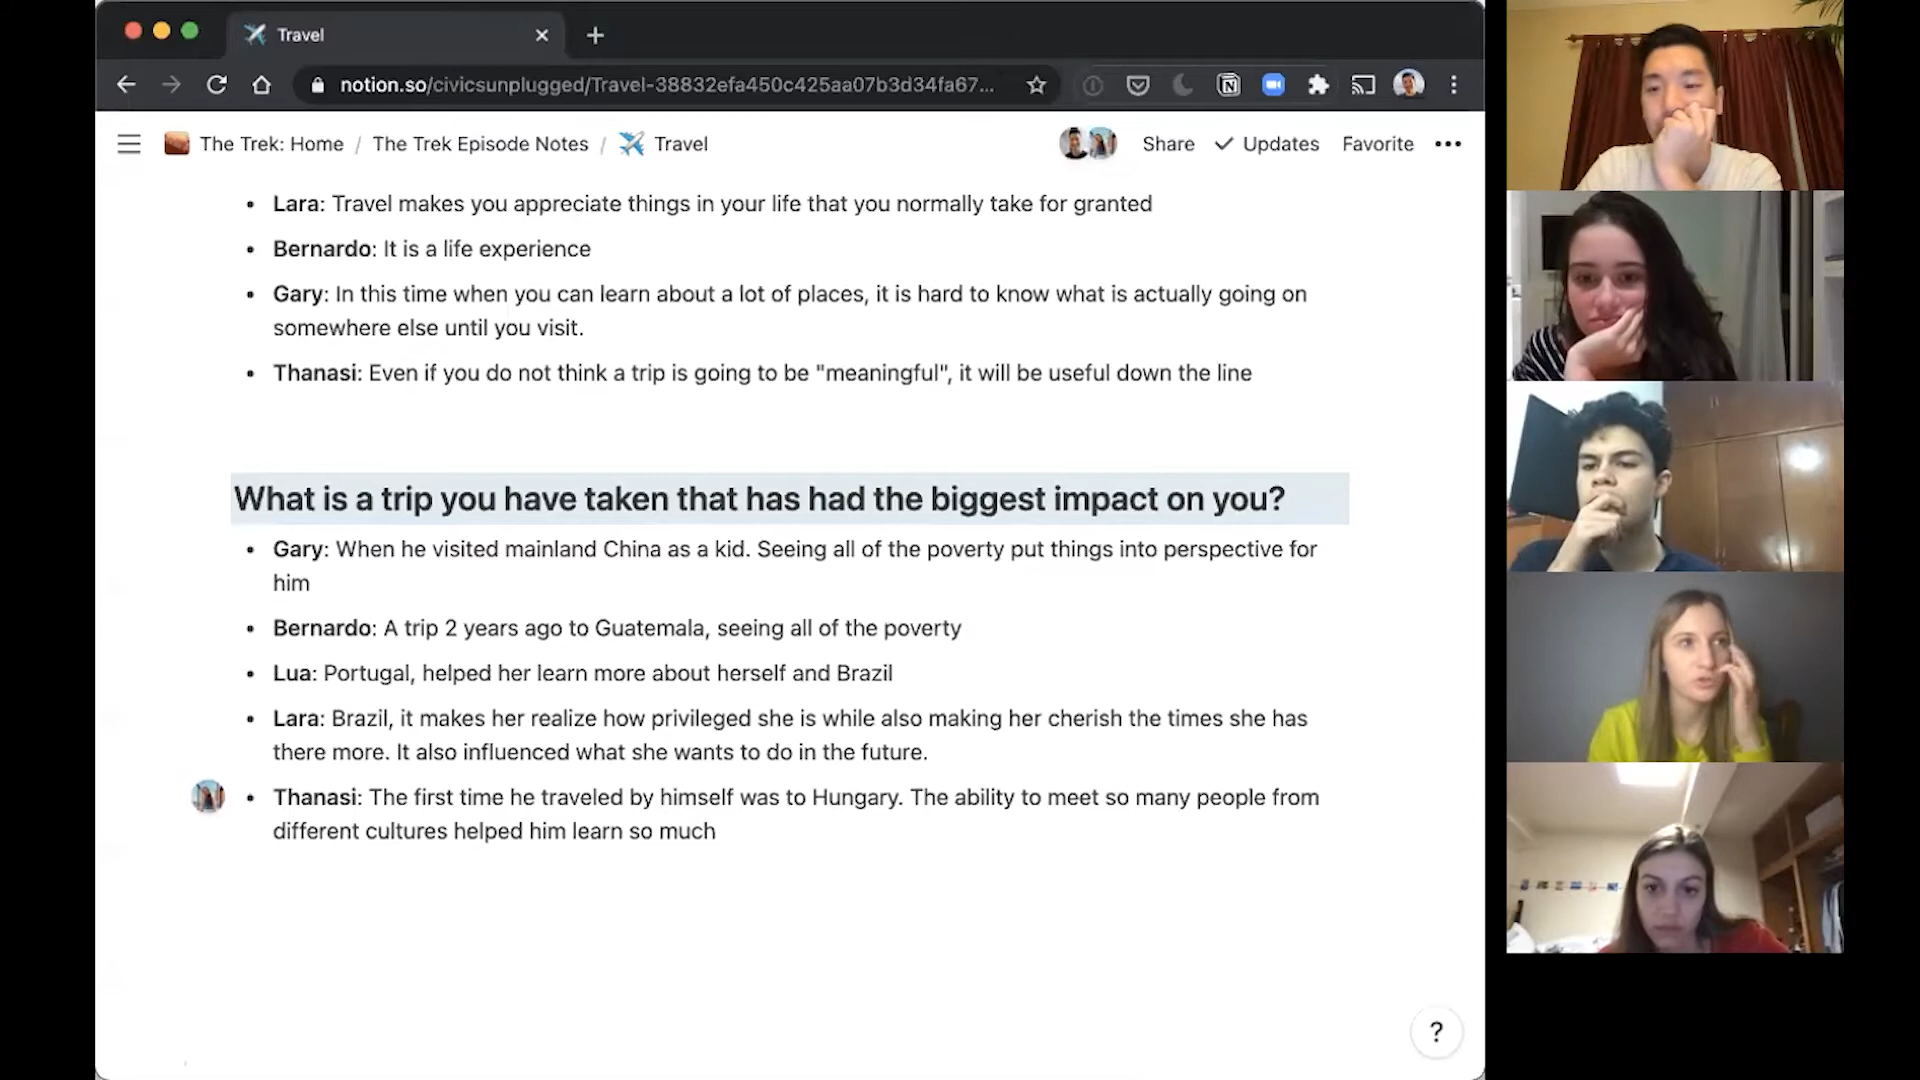 Travel
notion.so/civicsunplugged/Travel-38832efa450c425aa07b3d34fa67...
The Trek: Home / The Trek Episode Notes / Travel
Share Updates Favorite
• Lara: Travel makes you appreciate things in your life that you normally take for granted
• Bernardo: It is a life experience
• Gary: In this time when you can learn about a lot of places, it is hard to know what is actually going on
somewhere else until you visit.
• Thanasi: Even if you do not think a trip is going to be "meaningful", it will be useful down the line
What is a trip you have taken that has had the biggest impact on you?
• Gary: When he visited mainland China as a kid. Seeing all of the poverty put things into perspective for
him
• Bernardo: A trip 2 years ago to Guatemala, seeing all of the poverty
• Lua: Portugal, helped her learn more about herself and Brazil
• Lara: Brazil, it makes her realize how privileged she is while also making her cherish the times she has
there more. It also influenced what she wants to do in the future.
• Thanasi: The first time he traveled by himself was to Hungary. The ability to meet so many people from
different cultures helped him learn so much
?